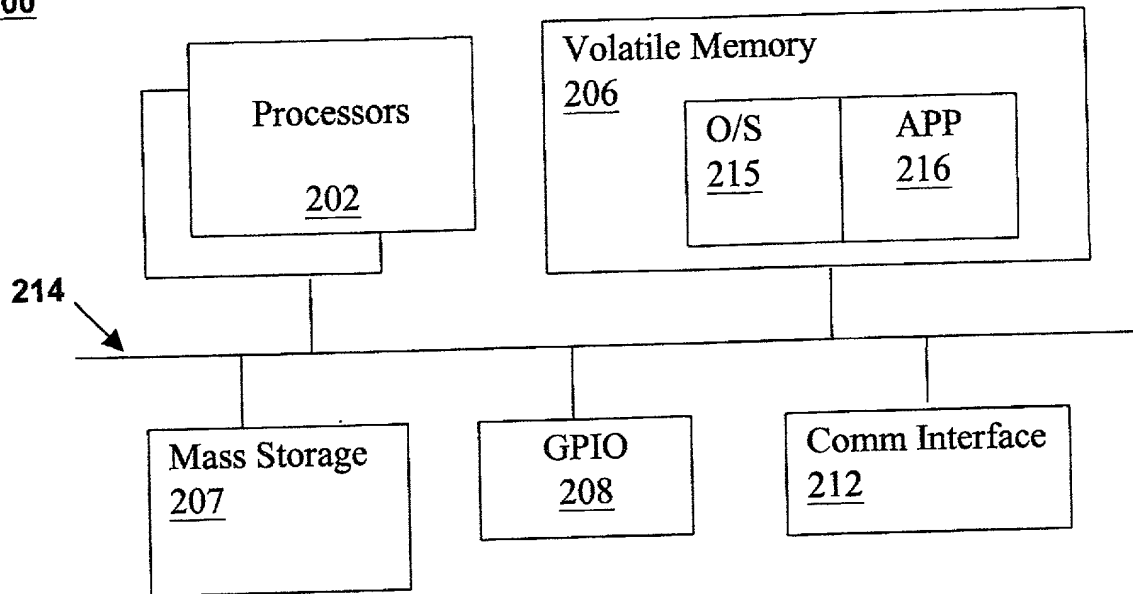 00
Processors
202
Volatile Memory
206
O/S
215
APP
216
214
Mass Storage
207
GPIO
208
Comm Interface
212